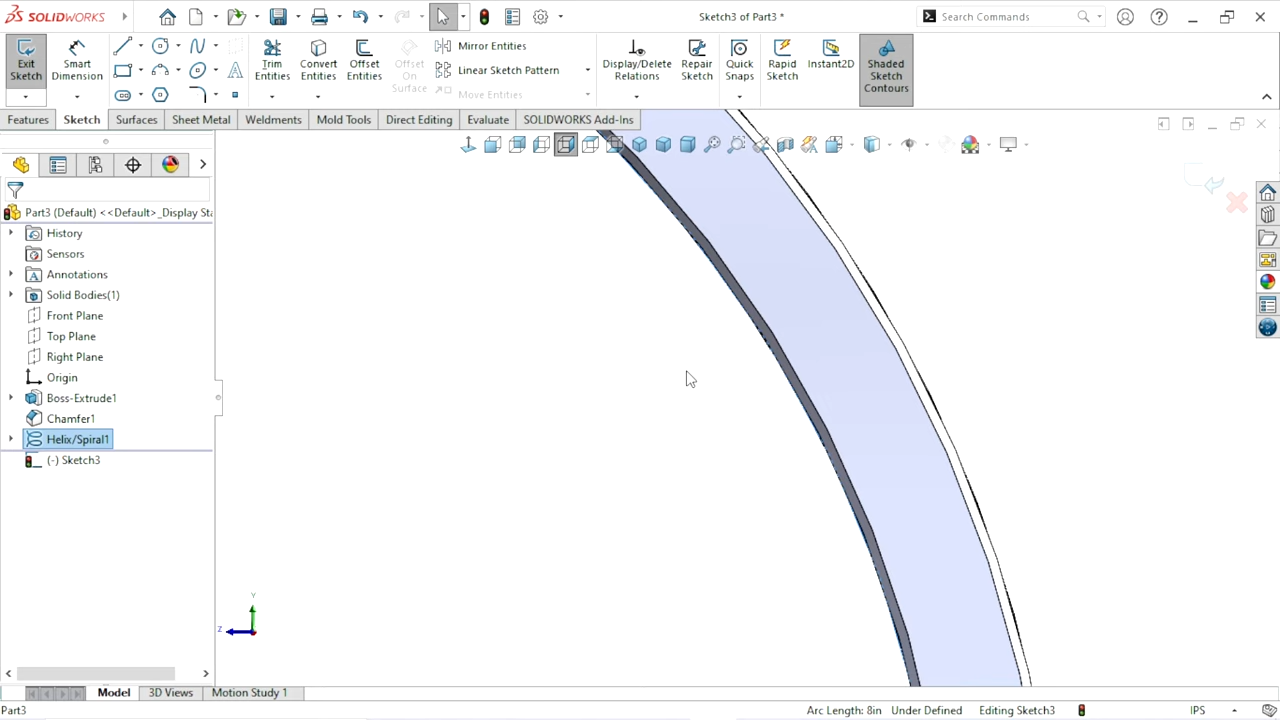 SOLIDWORKS
Sketch3 of Part3 *
Search Commands
Exit Sketch
Smart Dimension
Trim Entities
Convert Entities
Offset Entities
Offset On Surface
Mirror Entities
Linear Sketch Pattern
Move Entities
Display/Delete Relations
Repair Sketch
Quick Snaps
Rapid Sketch
Instant2D
Shaded Sketch Contours
Features
Sketch
Surfaces
Sheet Metal
Weldments
Mold Tools
Direct Editing
Evaluate
SOLIDWORKS Add-Ins
Part3 (Default) <<Default>_Display Sta
History
Sensors
Annotations
Solid Bodies(1)
Front Plane
Top Plane
Right Plane
Origin
Boss-Extrude1
Chamfer1
Helix/Spiral1
(-) Sketch3
Y
Z
Model
3D Views
Motion Study 1
Part3
Arc Length: 8in
Under Defined
Editing Sketch3
IPS